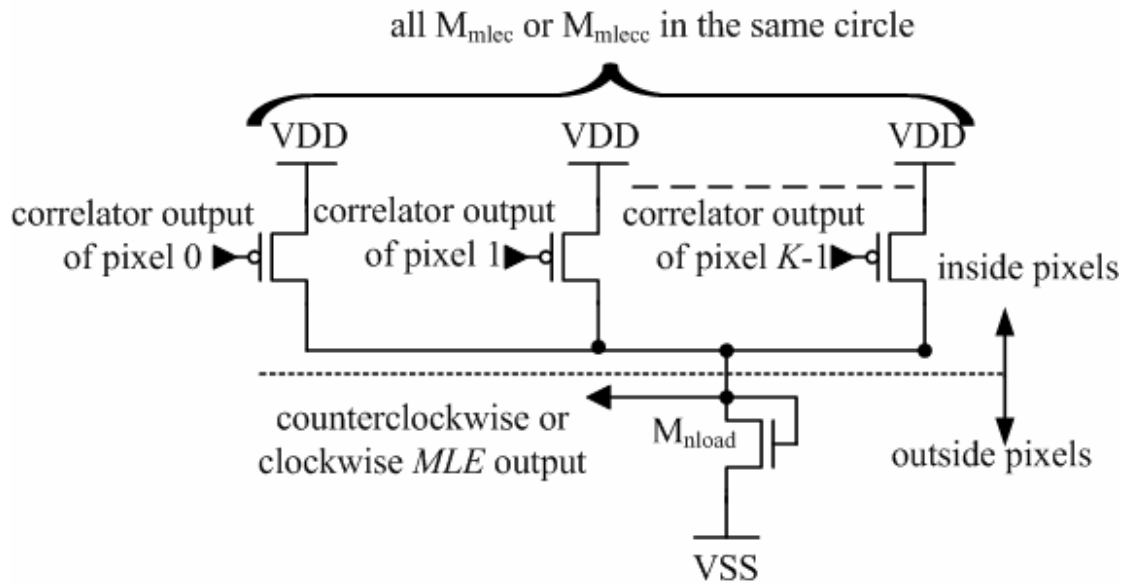 all Mmlec or Mmlecc in the same circle
VDD
VDD
VDD
correlator output
of pixel 0
correlator output
of pixel 1
correlator output
of pixel K-1
inside pixels
counterclockwise or
clockwise MLE output
Mnload
outside pixels
VSS